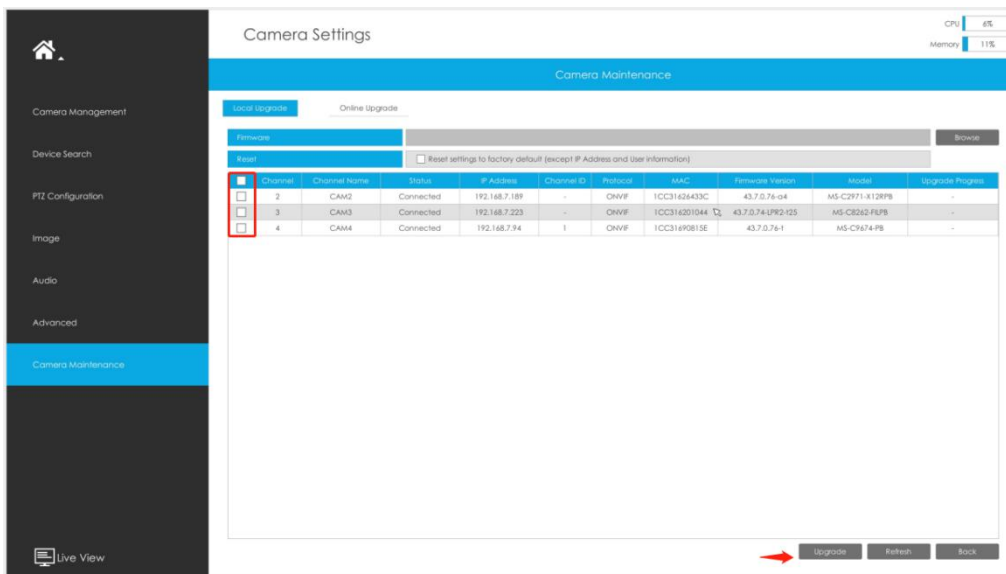 Camera Settings
CPU 6%
Memory 11%
Camera Maintenance
Camera Management
Device Search
PTZ Configuration
Image
Audio
Advanced
Camera Maintenance
Live View
Local Upgrade Online Upgrade
Firmware Browse
Reset Reset settings to factory default (except IP Address and User information)
Channel Channel Name Status IP Address Channel ID Protocol MAC Firmware Version Model Upgrade Progress
2 CAM2 Connected 192.168.7.189 - ONVIF 1CC31626433C 43.7.0.76-a4 MS-C2971-X12RPB -
3 CAM3 Connected 192.168.7.223 - ONVIF 1CC316201044 43.7.0.74-LPR2-t25 MS-C8262-FILPB -
4 CAM4 Connected 192.168.7.94 1 ONVIF 1CC31690815E 43.7.0.76-t MS-C9674-PB -
Upgrade Refresh Back